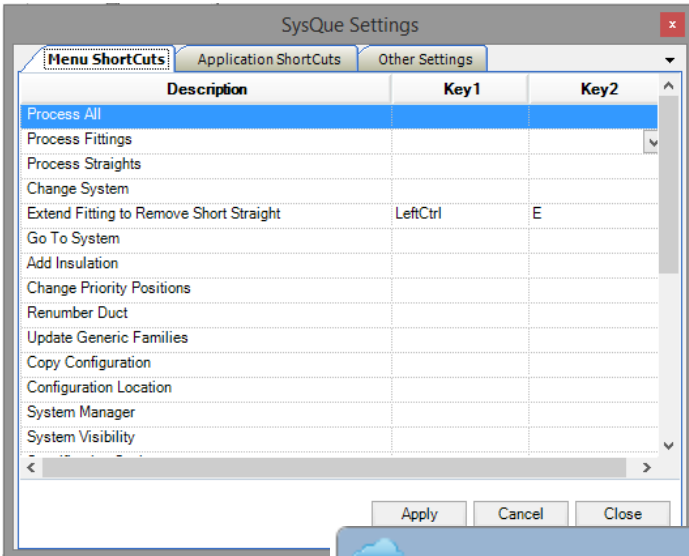 SysQue Settings
x
Menu ShortCuts Application ShortCuts Other Settings
Description Key1 Key2
Process All
Process Fittings
Process Straights
Change System
Extend Fitting to Remove Short Straight LeftCtrl E
Go To System
Add Insulation
Change Priority Positions
Renumber Duct
Update Generic Families
Copy Configuration
Configuration Location
System Manager
System Visibility
Apply Cancel Close